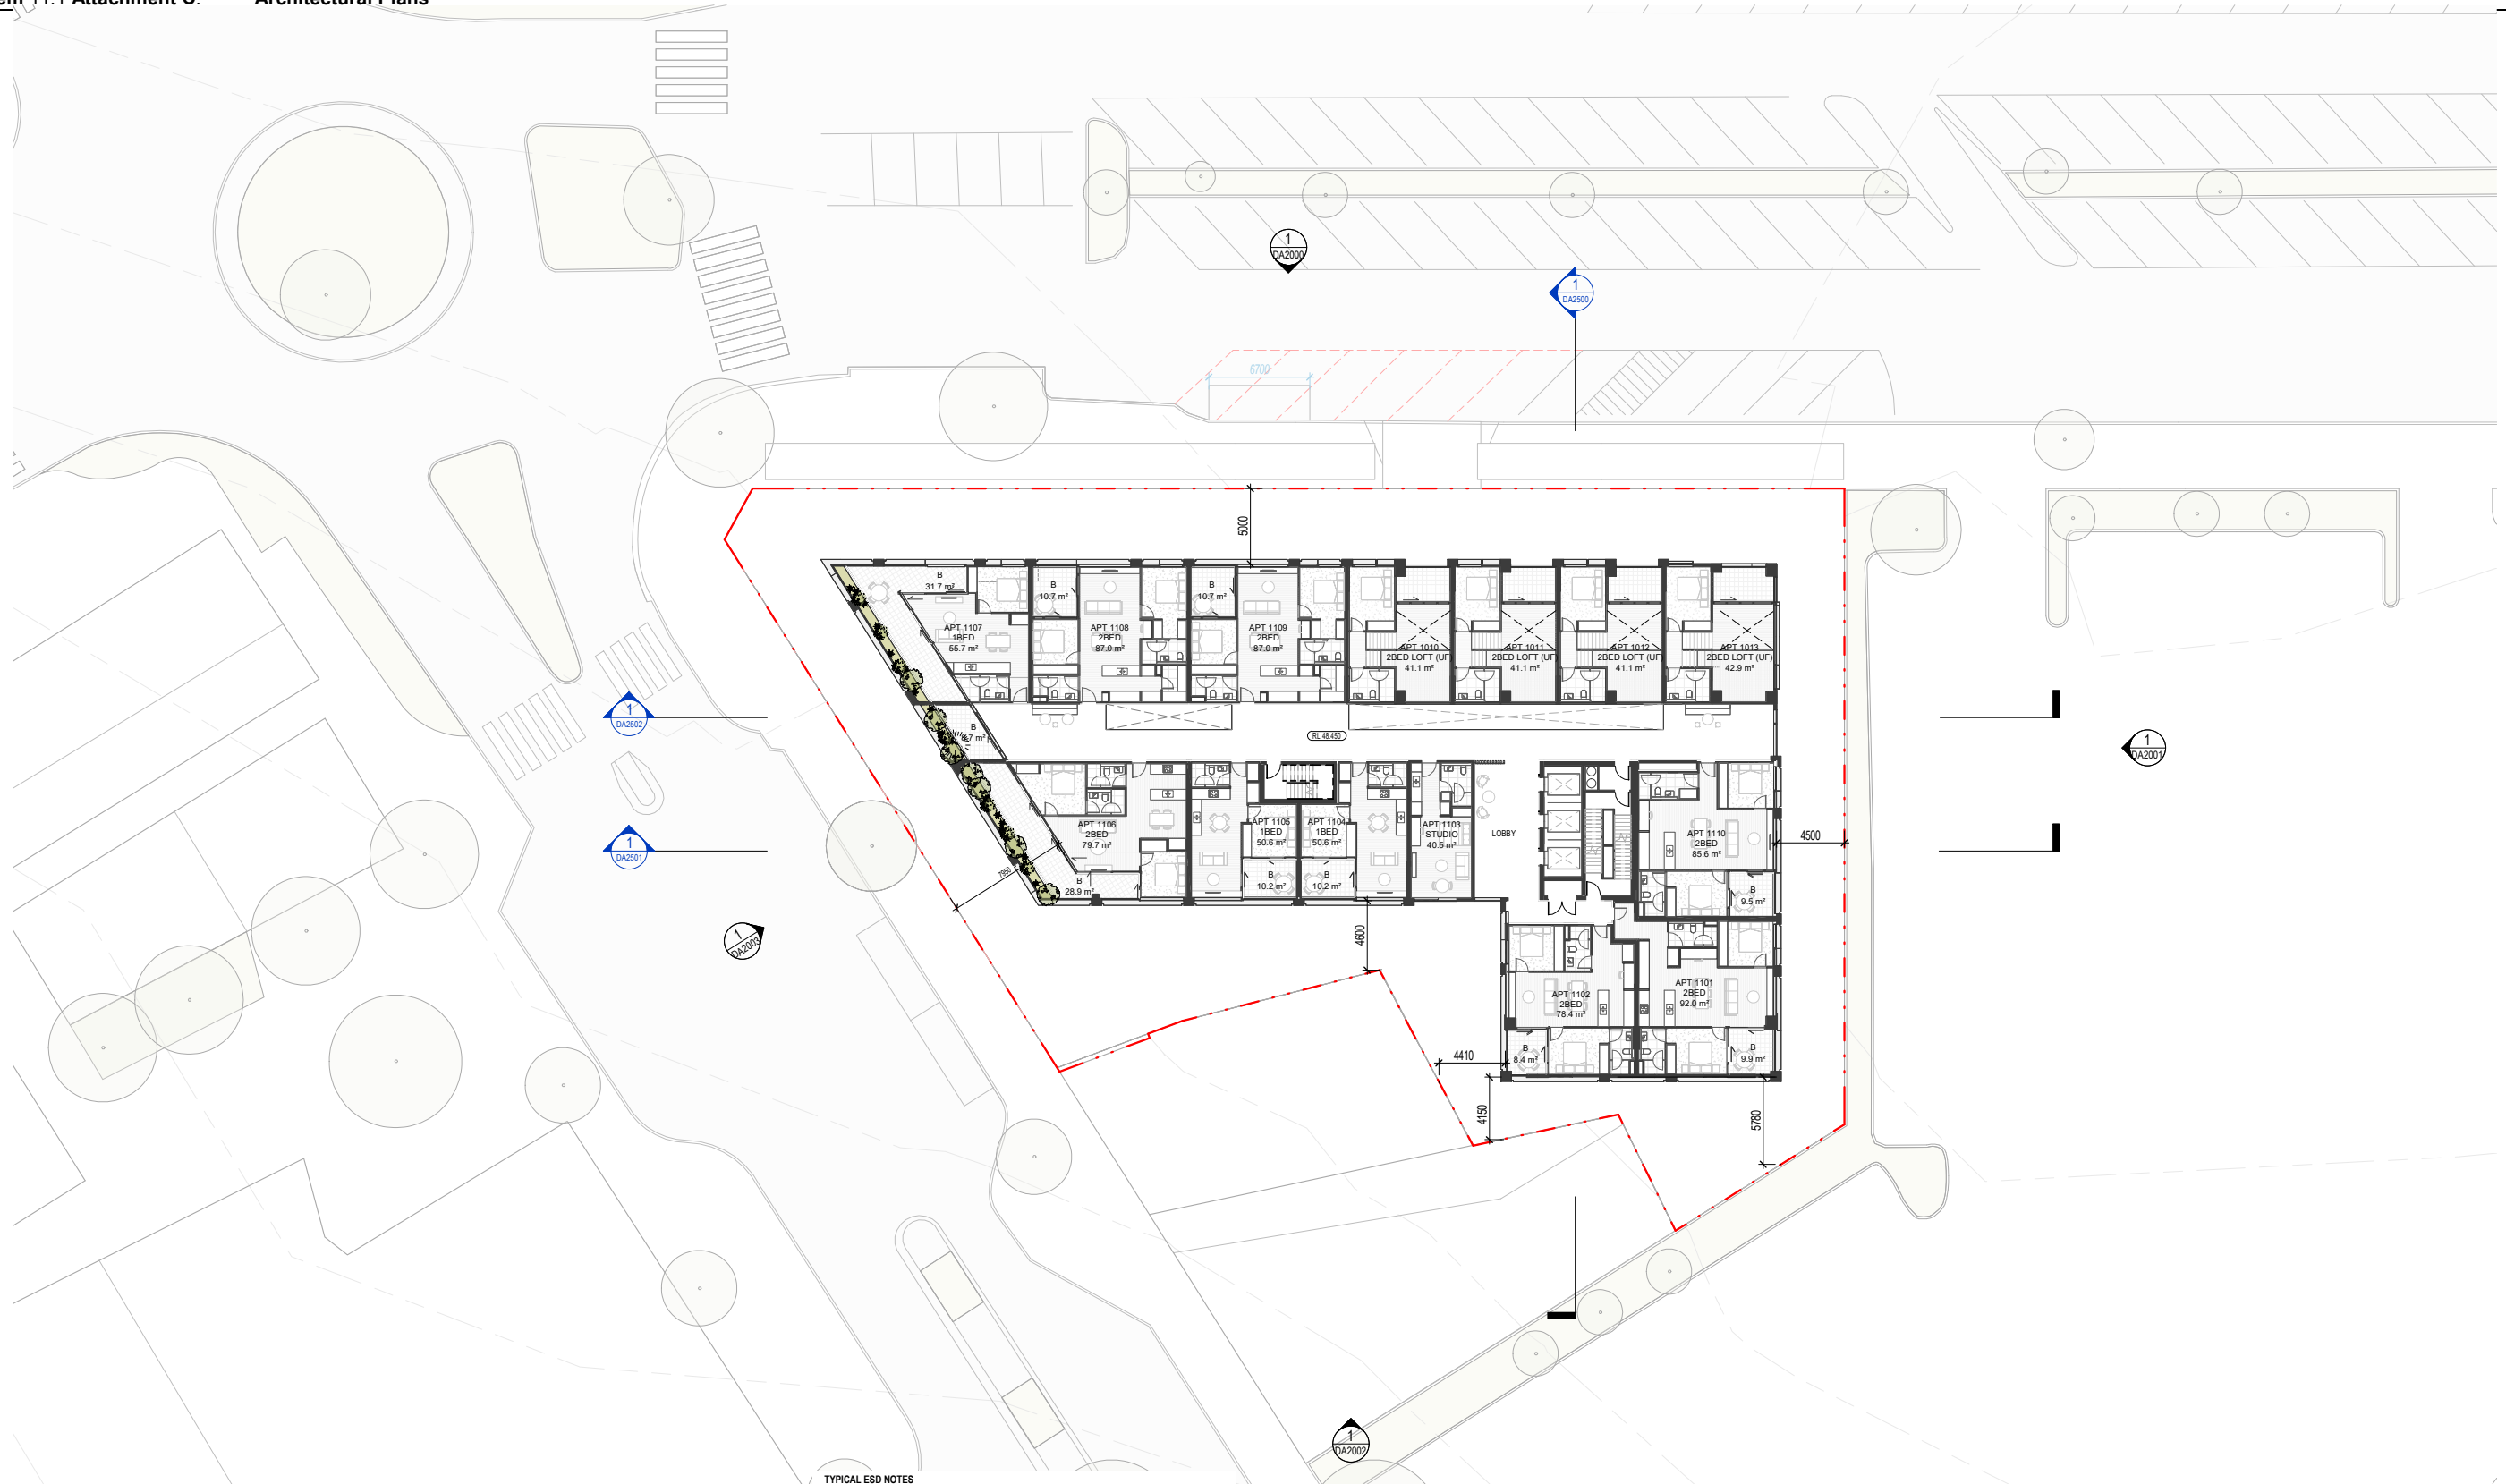 11.1 Attachment C: Architectural Plans
1
DA2000
1
DA2500
6700
5000
B
31.7 m²
APT 1107
1BED
55.7 m²
B
10.7 m²
APT 1108
2BED
87.0 m²
B
10.7 m²
APT 1109
2BED
87.0 m²
APT 1010
2BED LOFT (UF)
41.1 m²
APT 1011
2BED LOFT (UF)
41.1 m²
APT 1012
2BED LOFT (UF)
41.1 m²
APT 1013
2BED LOFT (UF)
42.9 m²
1
DA2502
B
RL 48.450
1
DA2001
1
DA2501
APT 1106
2BED
79.7 m²
B
28.9 m²
7950
APT 1105
1BED
50.6 m²
B
10.2 m²
APT 1104
1BED
50.6 m²
B
10.2 m²
APT 1103
STUDIO
40.5 m²
LOBBY
APT 1110
2BED
85.6 m²
B
9.5 m²
4500
1
DA2003
4600
APT 1102
2BED
78.4 m²
B
8.4 m²
APT 1101
2BED
92.0 m²
B
9.9 m²
4410
4150
5780
1
DA2002
TYPICAL ESD NOTES